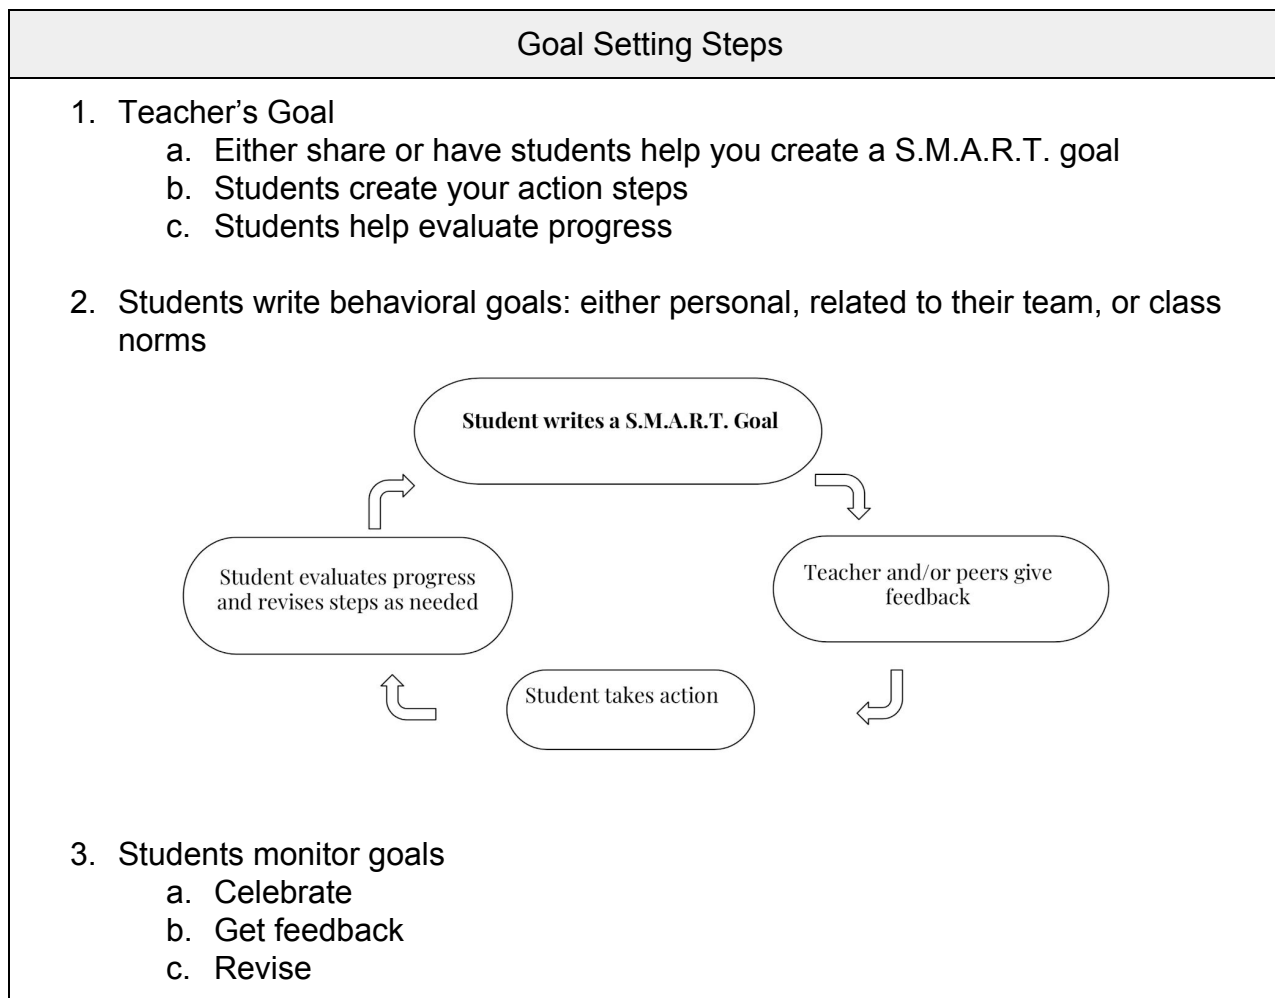 Goal Setting Steps
1. Teacher’s Goal
a. Either share or have students help you create a S.M.A.R.T. goal
b. Students create your action steps
c. Students help evaluate progress
2. Students write behavioral goals: either personal, related to their team, or class
norms
Student writes a S.M.A.R.T. Goal
Teacher and/or peers give
feedback
Student takes action
Student evaluates progress
and revises steps as needed
3. Students monitor goals
a. Celebrate
b. Get feedback
c. Revise